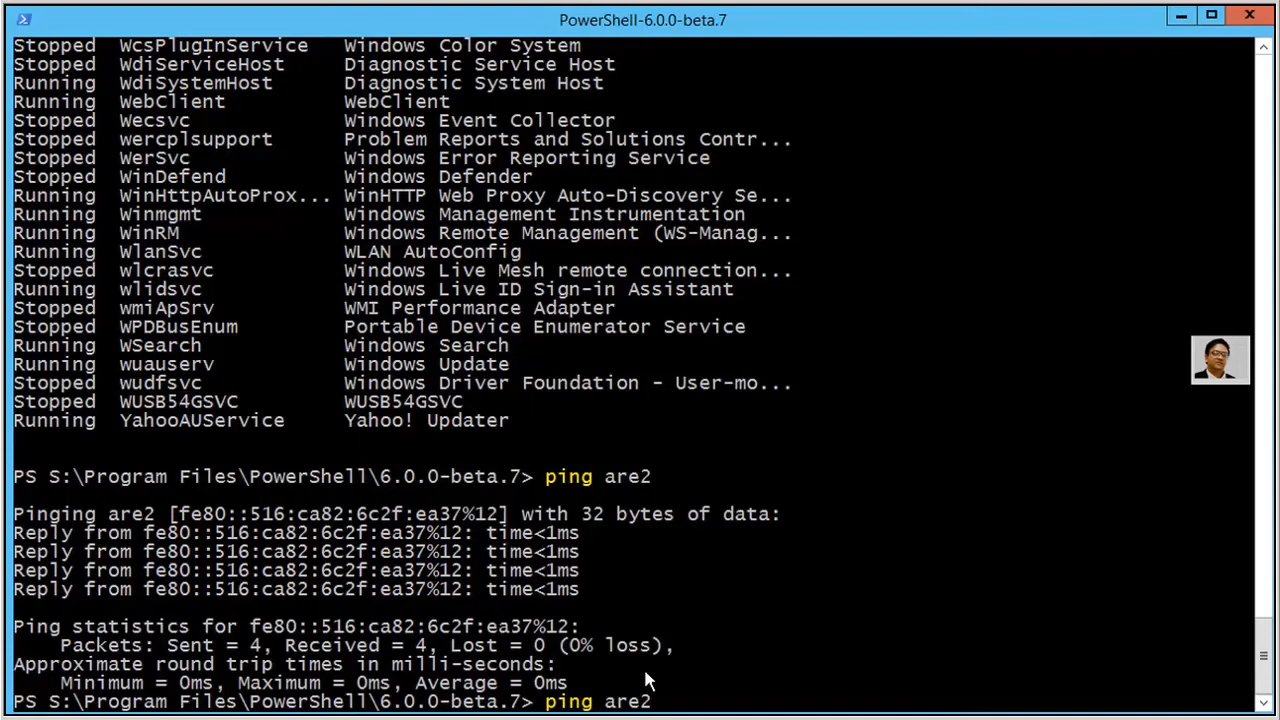 PowerShell-6.0.0-beta.7
Stopped  WcsPlugInService   Windows Color System
Stopped  WdiServiceHost     Diagnostic Service Host
Running  WdiSystemHost      Diagnostic System Host
Running  WebClient          WebClient
Stopped  Wecsvc             Windows Event Collector
Stopped  wercplsupport      Problem Reports and Solutions Contr...
Stopped  WerSvc             Windows Error Reporting Service
Stopped  WinDefend          Windows Defender
Running  WinHttpAutoProx... WinHTTP Web Proxy Auto-Discovery Se...
Running  Winmgmt            Windows Management Instrumentation
Running  WinRM              Windows Remote Management (WS-Manag...
Running  WlanSvc            WLAN AutoConfig
Stopped  wlcrasvc           Windows Live Mesh remote connection...
Running  wlidsvc            Windows Live ID Sign-in Assistant
Stopped  wmiApSrv           WMI Performance Adapter
Stopped  WPDBusEnum         Portable Device Enumerator Service
Running  WSearch            Windows Search
Running  wuauserv           Windows Update
Stopped  wudfsvc            Windows Driver Foundation - User-mo...
Stopped  WUSB54GSVC         WUSB54GSVC
Running  YahooAUService     Yahoo! Updater
PS S:\Program Files\PowerShell\6.0.0-beta.7> ping are2
Pinging are2 [fe80::516:ca82:6c2f:ea37%12] with 32 bytes of data:
Reply from fe80::516:ca82:6c2f:ea37%12: time<1ms
Reply from fe80::516:ca82:6c2f:ea37%12: time<1ms
Reply from fe80::516:ca82:6c2f:ea37%12: time<1ms
Reply from fe80::516:ca82:6c2f:ea37%12: time<1ms
Ping statistics for fe80::516:ca82:6c2f:ea37%12:
    Packets: Sent = 4, Received = 4, Lost = 0 (0% loss),
Approximate round trip times in milli-seconds:
    Minimum = 0ms, Maximum = 0ms, Average = 0ms
PS S:\Program Files\PowerShell\6.0.0-beta.7> ping are2